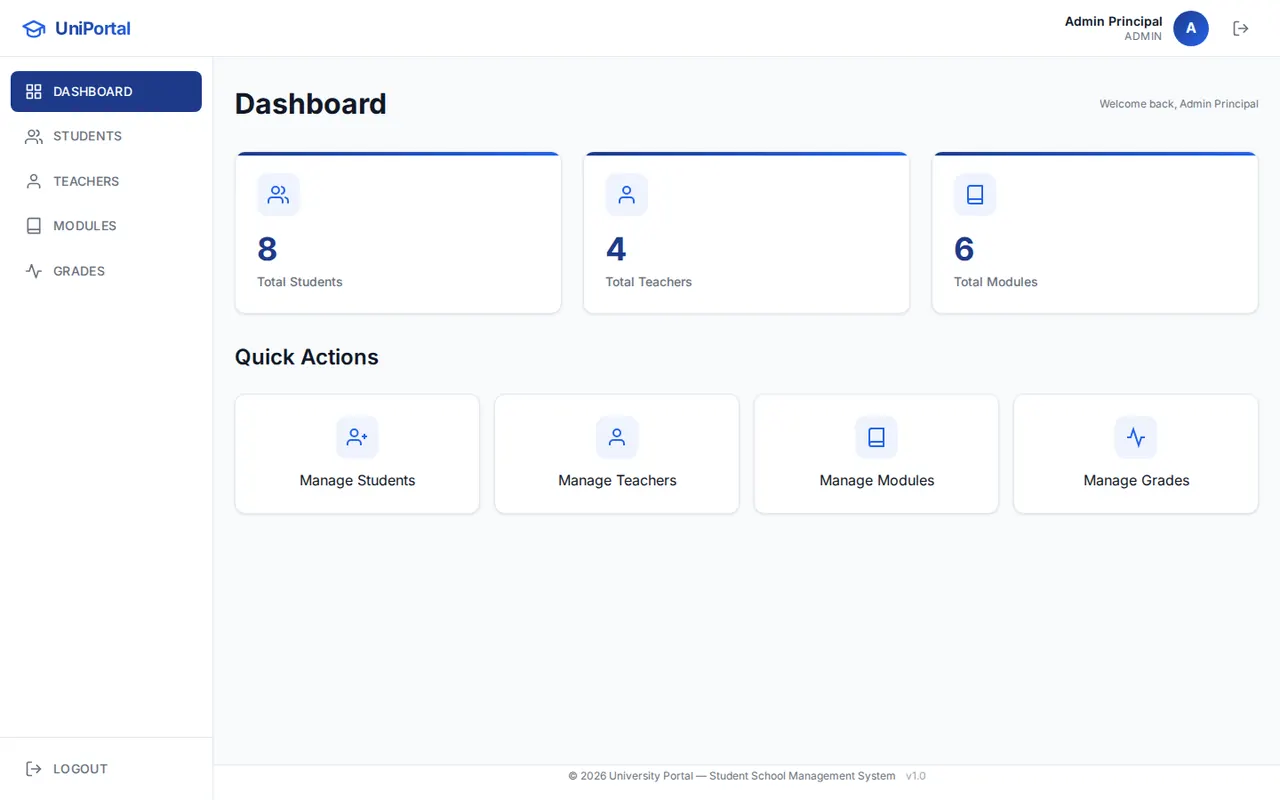 UniPortal
Admin Principal
ADMIN
A
DASHBOARD
STUDENTS
TEACHERS
MODULES
GRADES
LOGOUT
Dashboard
Welcome back, Admin Principal
8
Total Students
4
Total Teachers
6
Total Modules
Quick Actions
Manage Students
Manage Teachers
Manage Modules
Manage Grades
© 2026 University Portal — Student School Management System v1.0